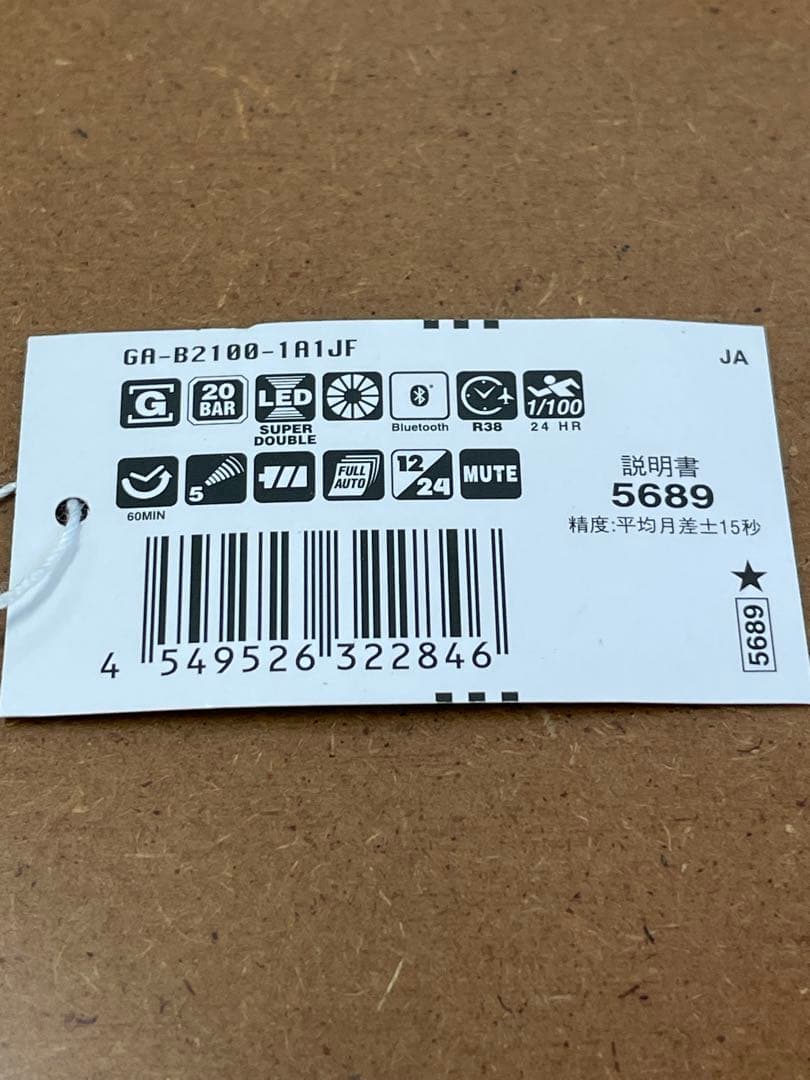 GA-B2100-1A1JF
JA
G
20
BAR
LED
SUPER
DOUBLE
Bluetooth
R38
1/100
24 HR
60MIN
5
FULL
AUTO
12/24
MUTE
説明書
5689
精度:平均月差±15秒
★
5689
4 549526 322846